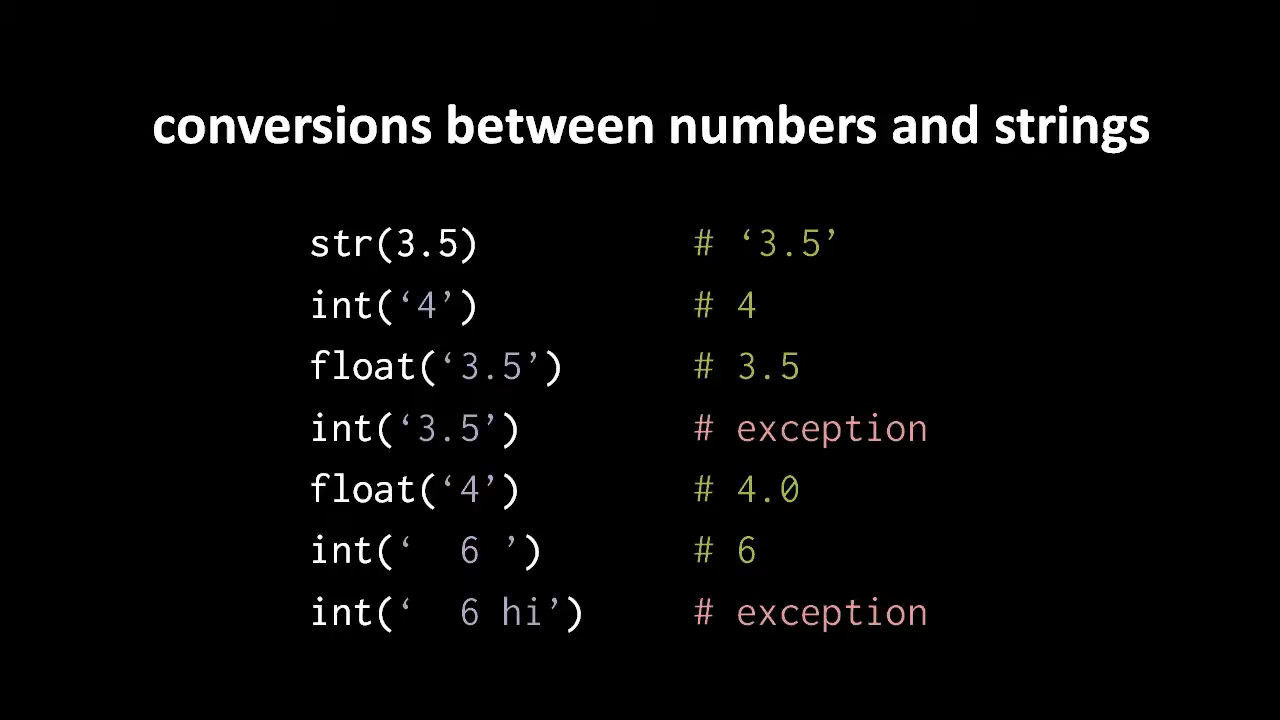 conversions between numbers and strings
str(3.5) # ‘3.5’
int(‘4’) # 4
float(‘3.5’) # 3.5
int(‘3.5’) # exception
float(‘4’) # 4.0
int(‘  6 ’) # 6
int(‘  6 hi’) # exception